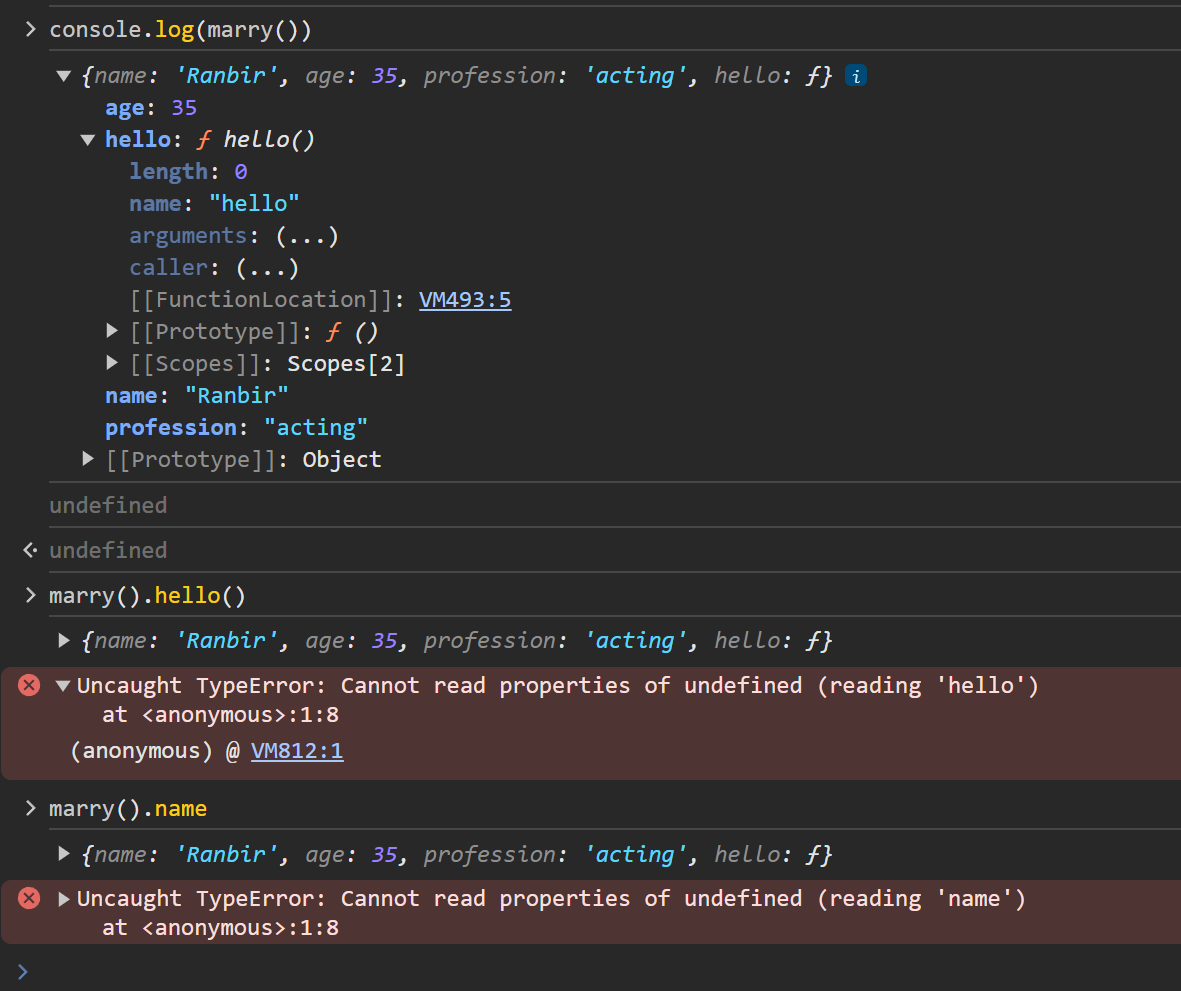 > console.log(marry())
▼ {name: 'Ranbir', age: 35, profession: 'acting', hello: ƒ} i
age: 35
▼ hello: ƒ hello()
length: 0
name: "hello"
arguments: (...)
caller: (...)
[[FunctionLocation]]: VM493:5
▶ [[Prototype]]: ƒ ()
▶ [[Scopes]]: Scopes[2]
name: "Ranbir"
profession: "acting"
▶ [[Prototype]]: Object
undefined
undefined
> marry().hello()
▶ {name: 'Ranbir', age: 35, profession: 'acting', hello: ƒ}
▼ Uncaught TypeError: Cannot read properties of undefined (reading 'hello')
at <anonymous>:1:8
(anonymous) @ VM812:1
> marry().name
▶ {name: 'Ranbir', age: 35, profession: 'acting', hello: ƒ}
▶ Uncaught TypeError: Cannot read properties of undefined (reading 'name')
at <anonymous>:1:8
>